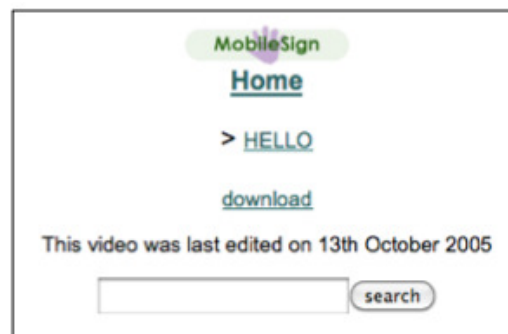 MobileSign
Home
> HELLO
download
This video was last edited on 13th October 2005
search